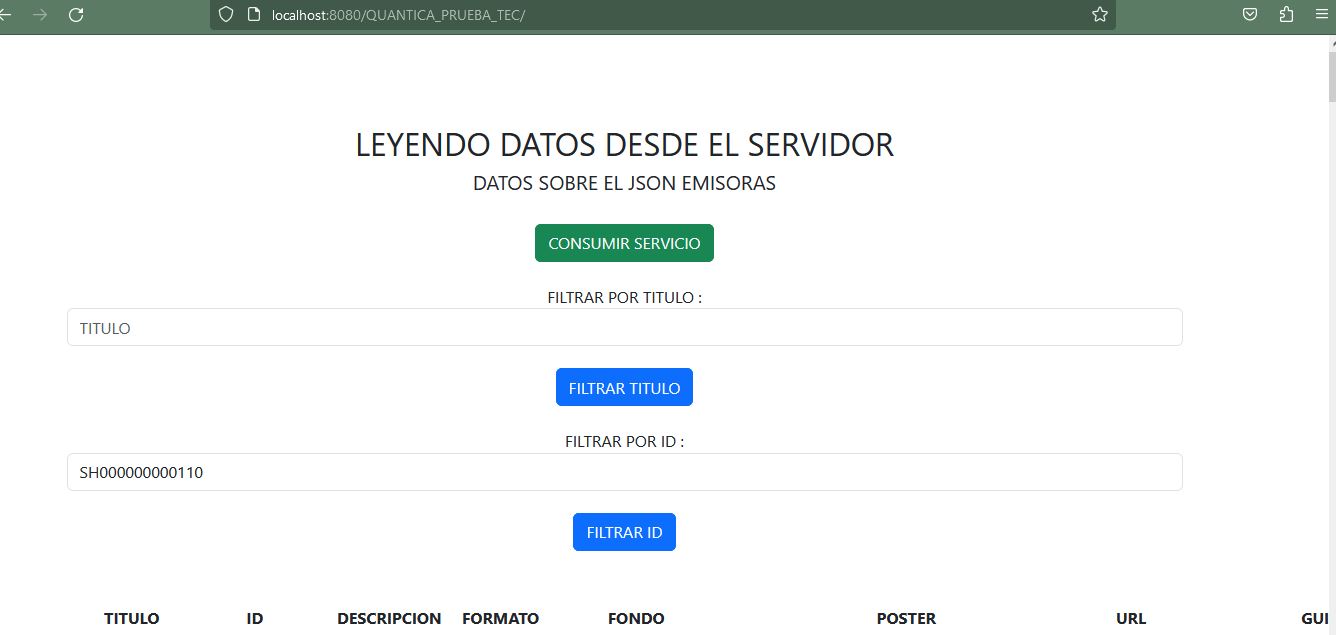 localhost:8080/QUANTICA_PRUEBA_TEC/
LEYENDO DATOS DESDE EL SERVIDOR
DATOS SOBRE EL JSON EMISORAS
CONSUMIR SERVICIO
FILTRAR POR TITULO :
TITULO
FILTRAR TITULO
FILTRAR POR ID :
SH000000000110
FILTRAR ID
TITULO ID DESCRIPCION FORMATO FONDO POSTER URL GUI